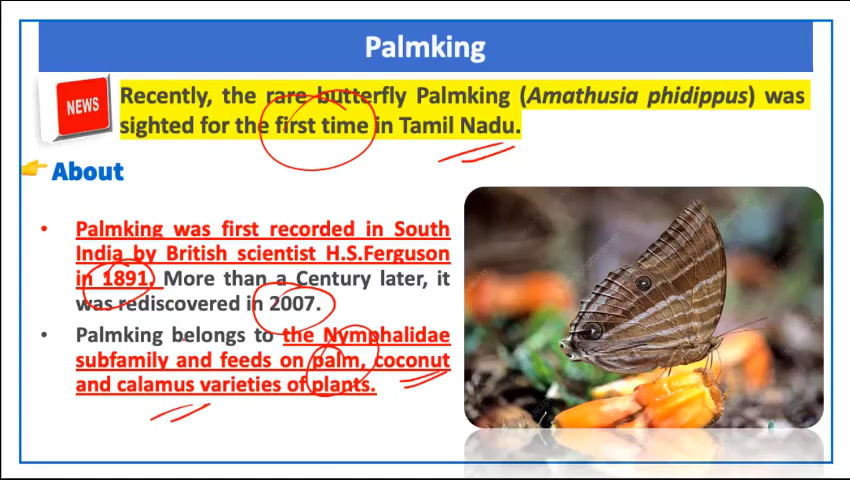 Palmking
NEWS
Recently, the rare butterfly Palmking (Amathusia phidippus) was
sighted for the first time in Tamil Nadu.
👉 About
• Palmking was first recorded in South
India by British scientist H.S.Ferguson
in 1891. More than a Century later, it
was rediscovered in 2007.
• Palmking belongs to the Nymphalidae
subfamily and feeds on palm, coconut
and calamus varieties of plants.